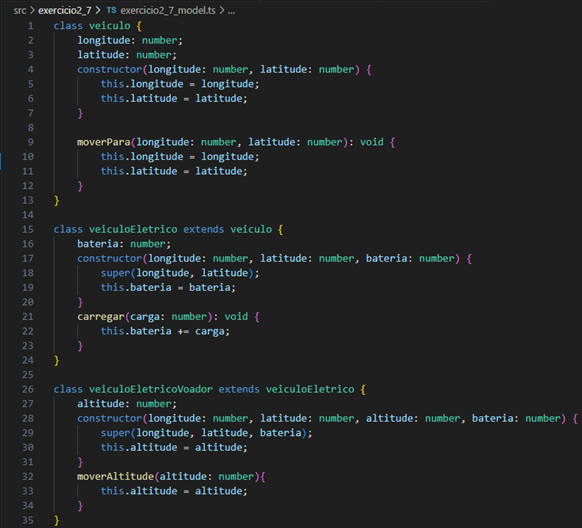 src > exercicio2_7 > TS exercicio2_7_model.ts > ...
1 class veiculo {
2     longitude: number;
3     latitude: number;
4     constructor(longitude: number, latitude: number) {
5         this.longitude = longitude;
6         this.latitude = latitude;
7     }
8
9     moverPara(longitude: number, latitude: number): void {
10         this.longitude = longitude;
11         this.latitude = latitude;
12     }
13 }
14
15 class veiculoEletrico extends veiculo {
16     bateria: number;
17     constructor(longitude: number, latitude: number, bateria: number) {
18         super(longitude, latitude);
19         this.bateria = bateria;
20     }
21     carregar(carga: number): void {
22         this.bateria += carga;
23     }
24 }
25
26 class veiculoEletricoVoador extends veiculoEletrico {
27     altitude: number;
28     constructor(longitude: number, latitude: number, altitude: number, bateria: number) {
29         super(longitude, latitude, bateria);
30         this.altitude = altitude;
31     }
32     moverAltitude(altitude: number){
33         this.altitude = altitude;
34     }
35 }